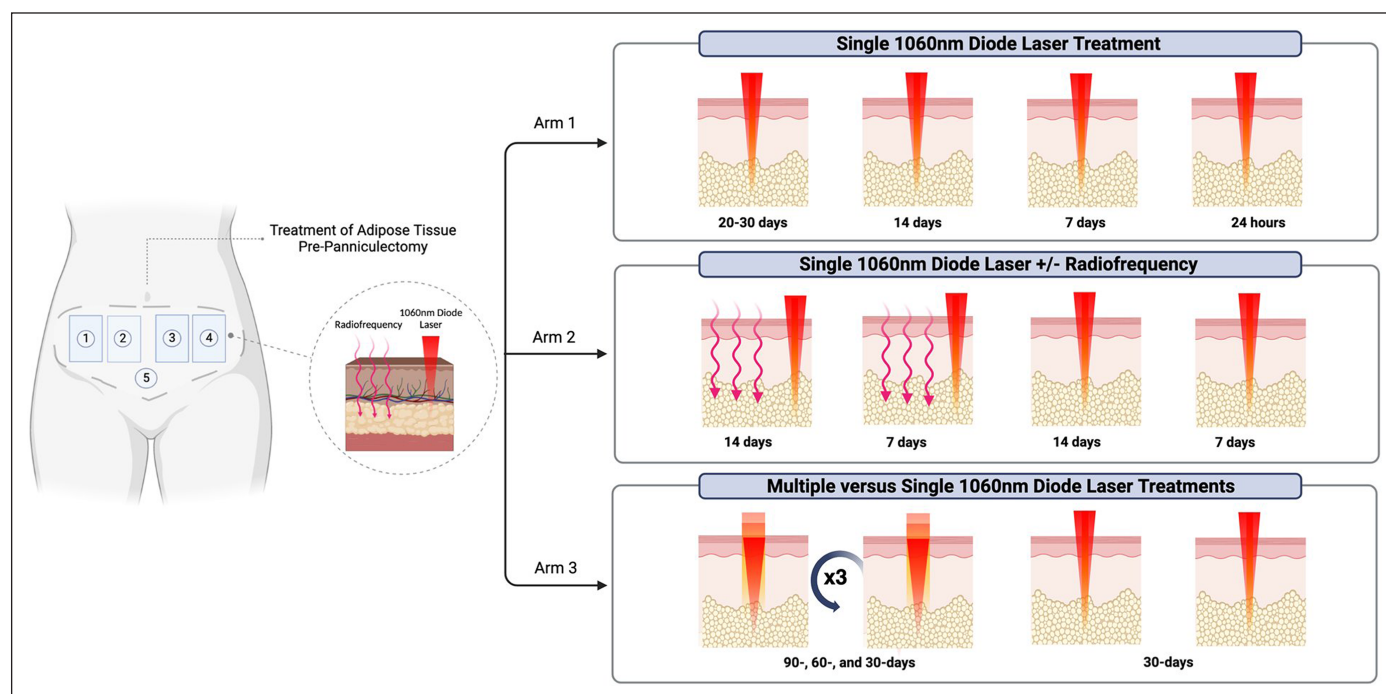 Treatment of Adipose Tissue
Pre-Panniculectomy
1
2
3
4
5
Radiofrequency
1060nm Diode
Laser
Arm 1
Single 1060nm Diode Laser Treatment
20-30 days
14 days
7 days
24 hours
Arm 2
Single 1060nm Diode Laser +/- Radiofrequency
14 days
7 days
14 days
7 days
Arm 3
Multiple versus Single 1060nm Diode Laser Treatments
x3
90-, 60-, and 30-days
30-days